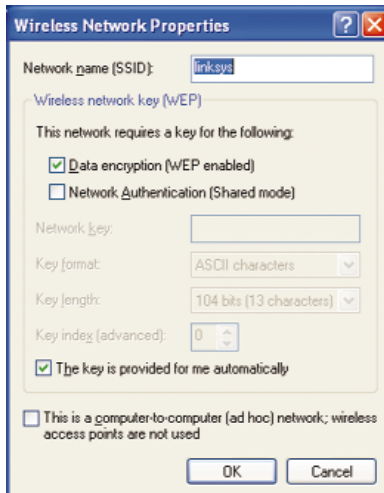 Wireless Network Properties
Network name (SSID): linksys
Wireless network key (WEP)
This network requires a key for the following:
Data encryption (WEP enabled)
Network Authentication (Shared mode)
Network key:
Key format: ASCII characters
Key length: 104 bits (13 characters)
Key index (advanced): 0
The key is provided for me automatically
This is a computer-to-computer (ad hoc) network; wireless
access points are not used
OK Cancel